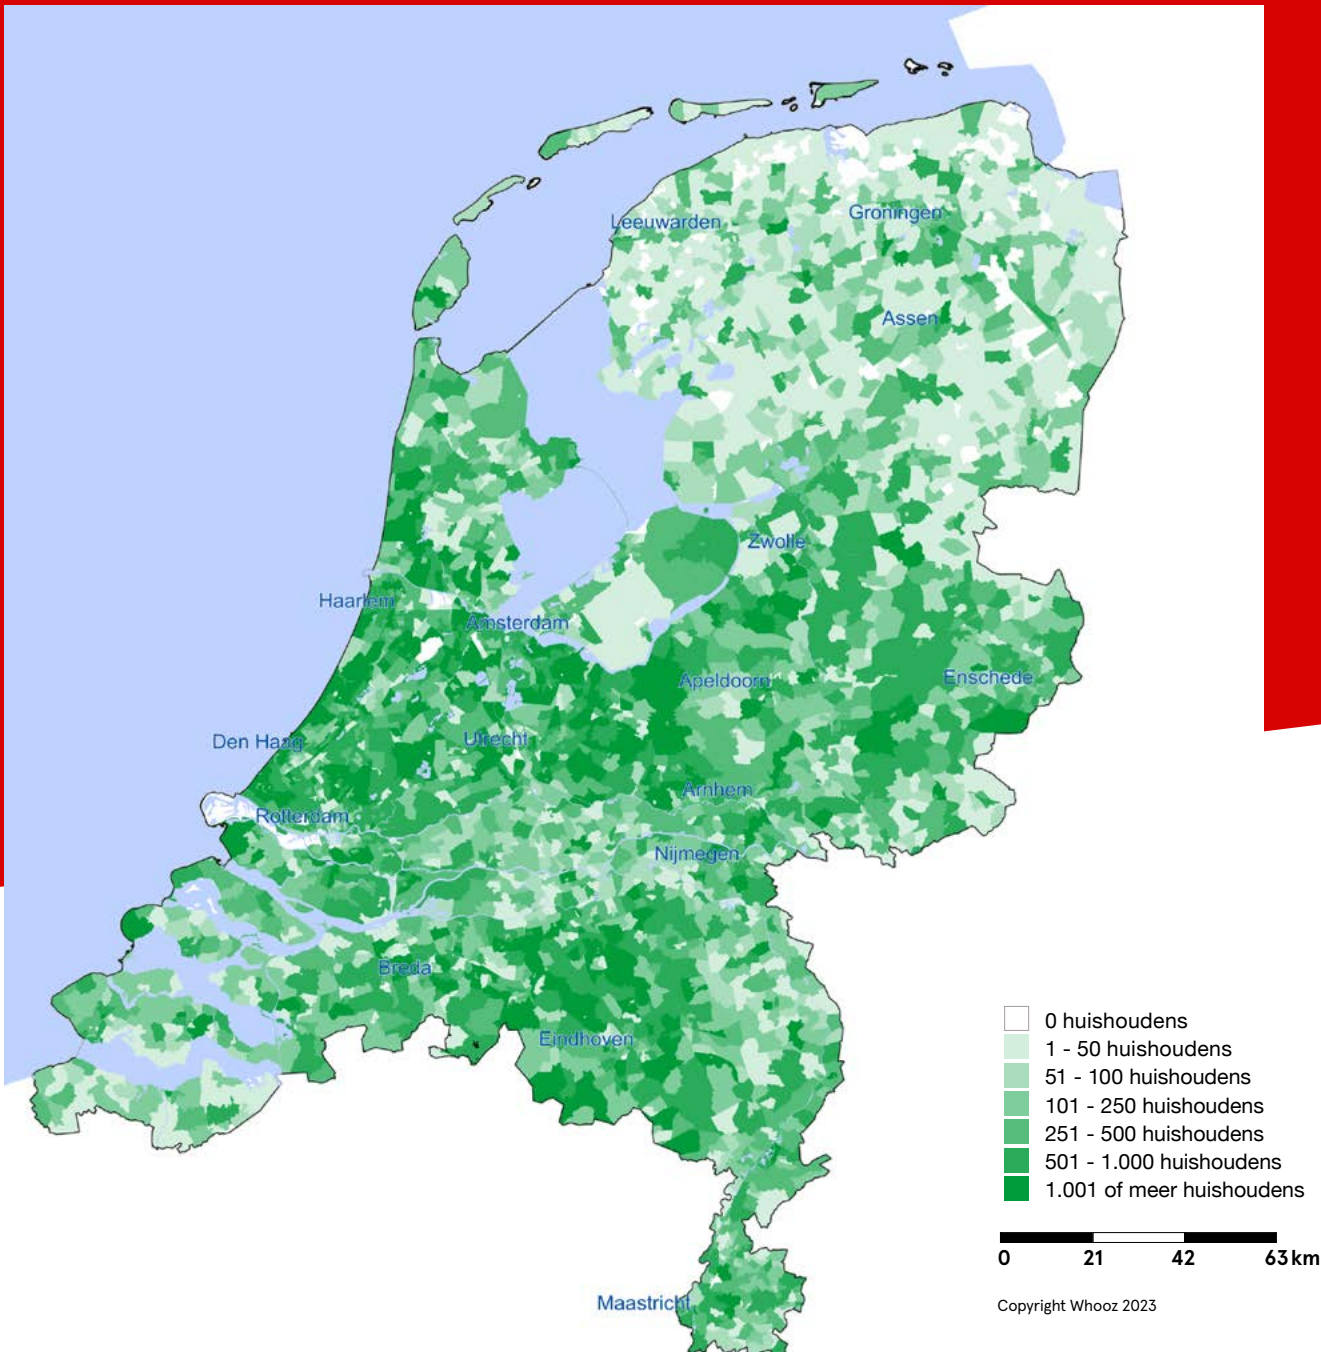 Leeuwarden
Groningen
Assen
Zwolle
Haarlem
Amsterdam
Apeldoorn
Enschede
Den Haag
Utrecht
Arnhem
Rotterdam
Nijmegen
Breda
Eindhoven
Maastricht
0 huishoudens
1 - 50 huishoudens
51 - 100 huishoudens
101 - 250 huishoudens
251 - 500 huishoudens
501 - 1.000 huishoudens
1.001 of meer huishoudens
0 21 42 63 km
Copyright Whooz 2023